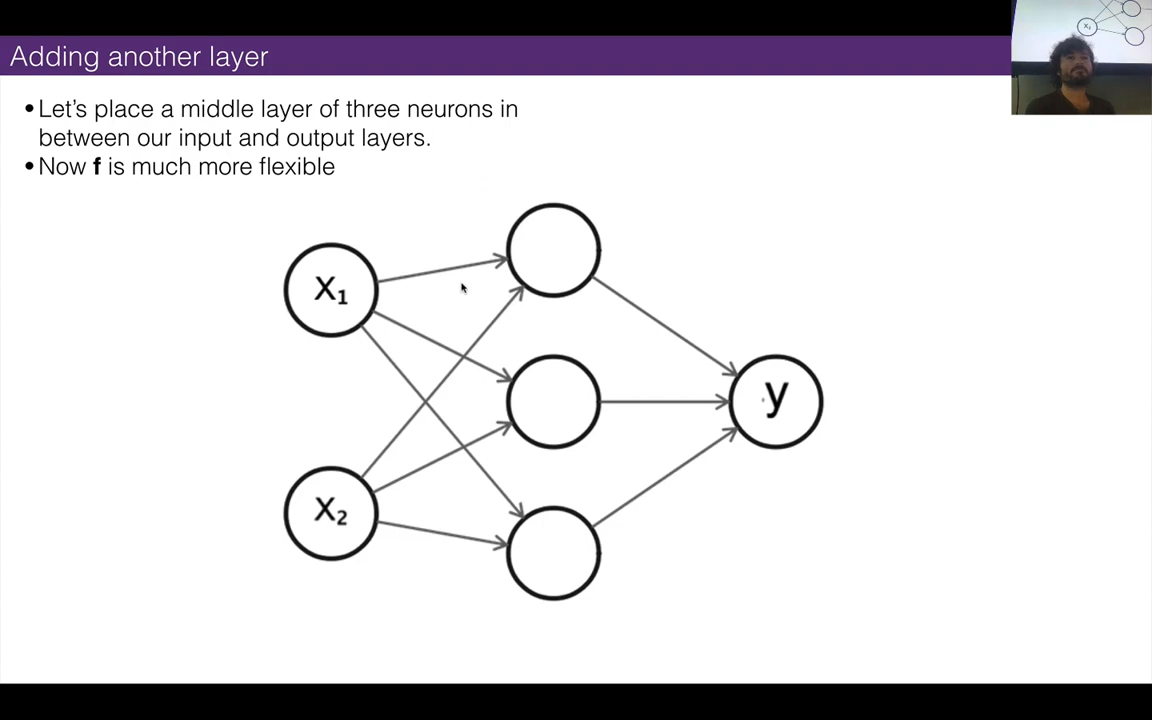 Adding another layer
•Let's place a middle layer of three neurons in
between our input and output layers.
•Now f is much more flexible
X₁
X₁
y
X₂